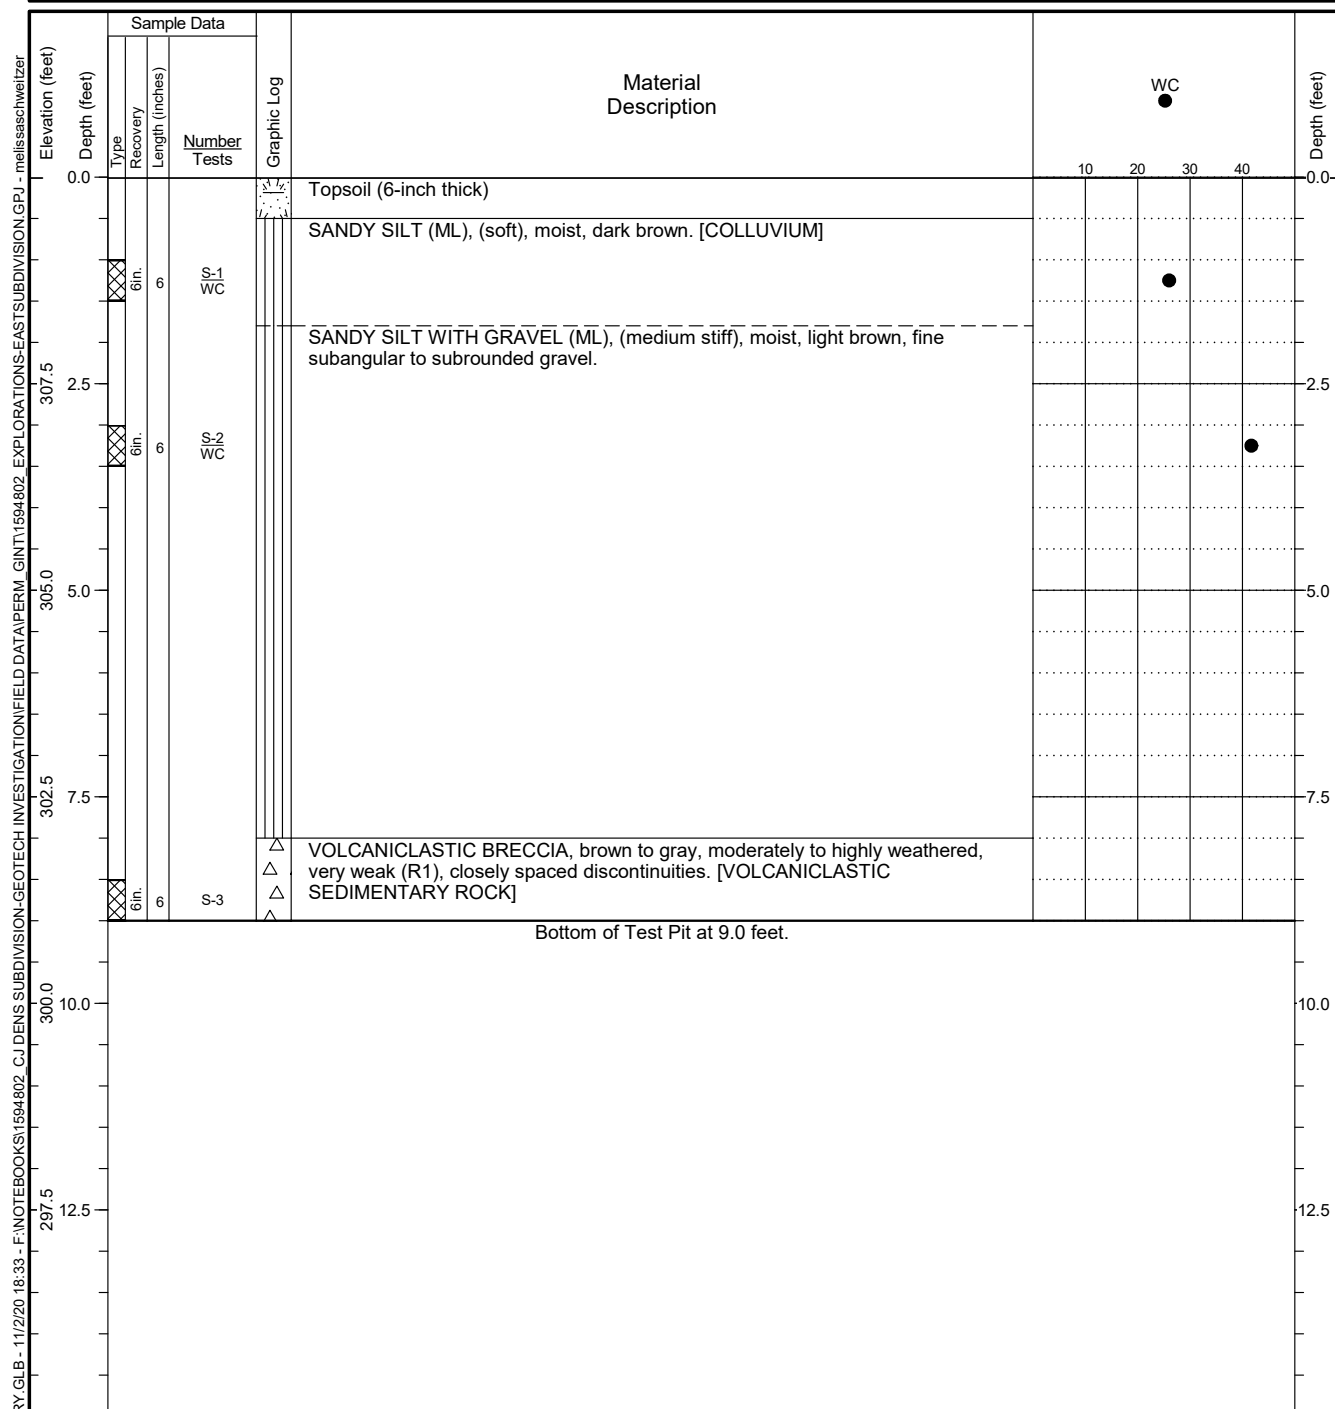 Sample Data
Elevation (feet)
Depth (feet)
Type
Recovery
Length (inches)
Number
Tests
Graphic Log
Material
Description
WC
Depth (feet)
10 20 30 40
0.0
0.0
Topsoil (6-inch thick)
SANDY SILT (ML), (soft), moist, dark brown. [COLLUVIUM]
6in.
6
S-1
WC
SANDY SILT WITH GRAVEL (ML), (medium stiff), moist, light brown, fine
subangular to subrounded gravel.
307.5
2.5
2.5
6in.
6
S-2
WC
305.0
5.0
5.0
302.5
7.5
7.5
VOLCANICLASTIC BRECCIA, brown to gray, moderately to highly weathered,
very weak (R1), closely spaced discontinuities. [VOLCANICLASTIC
SEDIMENTARY ROCK]
6in.
6
S-3
Bottom of Test Pit at 9.0 feet.
300.0
10.0
10.0
297.5
12.5
12.5
RY.GLB - 11/2/20 18:33 - F:\NOTEBOOKS\1594802_CJ DENS SUBDIVISION-GEOTECH INVESTIGATION\FIELD DATA\PERM_GINT\1594802_EXPLORATIONS-EASTSUBDIVISION.GPJ - melissaschweitzer